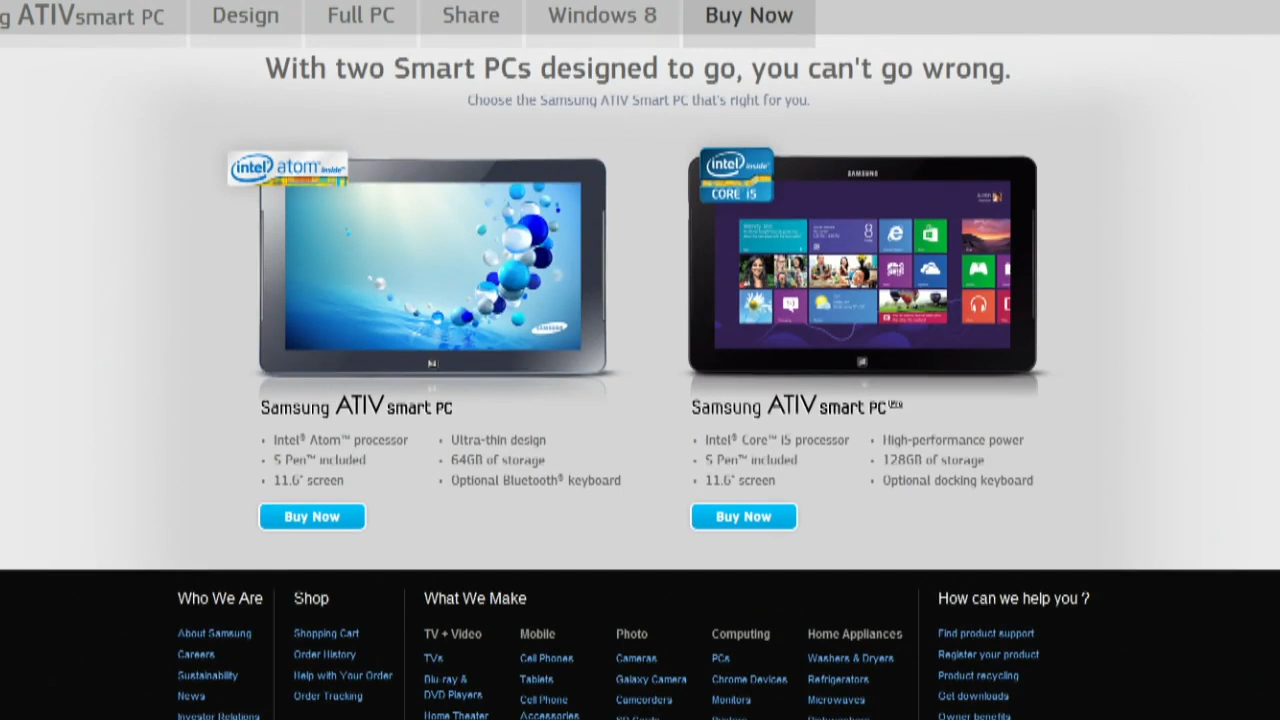 g ATIV smart PC
Design
Full PC
Share
Windows 8
Buy Now
With two Smart PCs designed to go, you can't go wrong.
Choose the Samsung ATIV Smart PC that's right for you.
intel atom inside™
SAMSUNG
Samsung ATIV smart PC
• Intel® Atom™ processor
• S Pen™ included
• 11.6" screen
• Ultra-thin design
• 64GB of storage
• Optional Bluetooth® keyboard
Buy Now
intel inside™
CORE i5
SAMSUNG
8
Samsung ATIV smart PC Pro
• Intel® Core™ i5 processor
• S Pen™ included
• 11.6" screen
• High-performance power
• 128GB of storage
• Optional docking keyboard
Buy Now
Who We Are
About Samsung
Careers
Sustainability
News
Investor Relations
Shop
Shopping Cart
Order History
Help with Your Order
Order Tracking
What We Make
TV + Video
TVs
Blu-ray &
DVD Players
Home Theater
Mobile
Cell Phones
Tablets
Cell Phone
Accessories
Photo
Cameras
Galaxy Camera
Camcorders
Computing
PCs
Chrome Devices
Monitors
Home Appliances
Washers & Dryers
Refrigerators
Microwaves
How can we help you?
Find product support
Register your product
Product recycling
Get downloads
Owner benefits